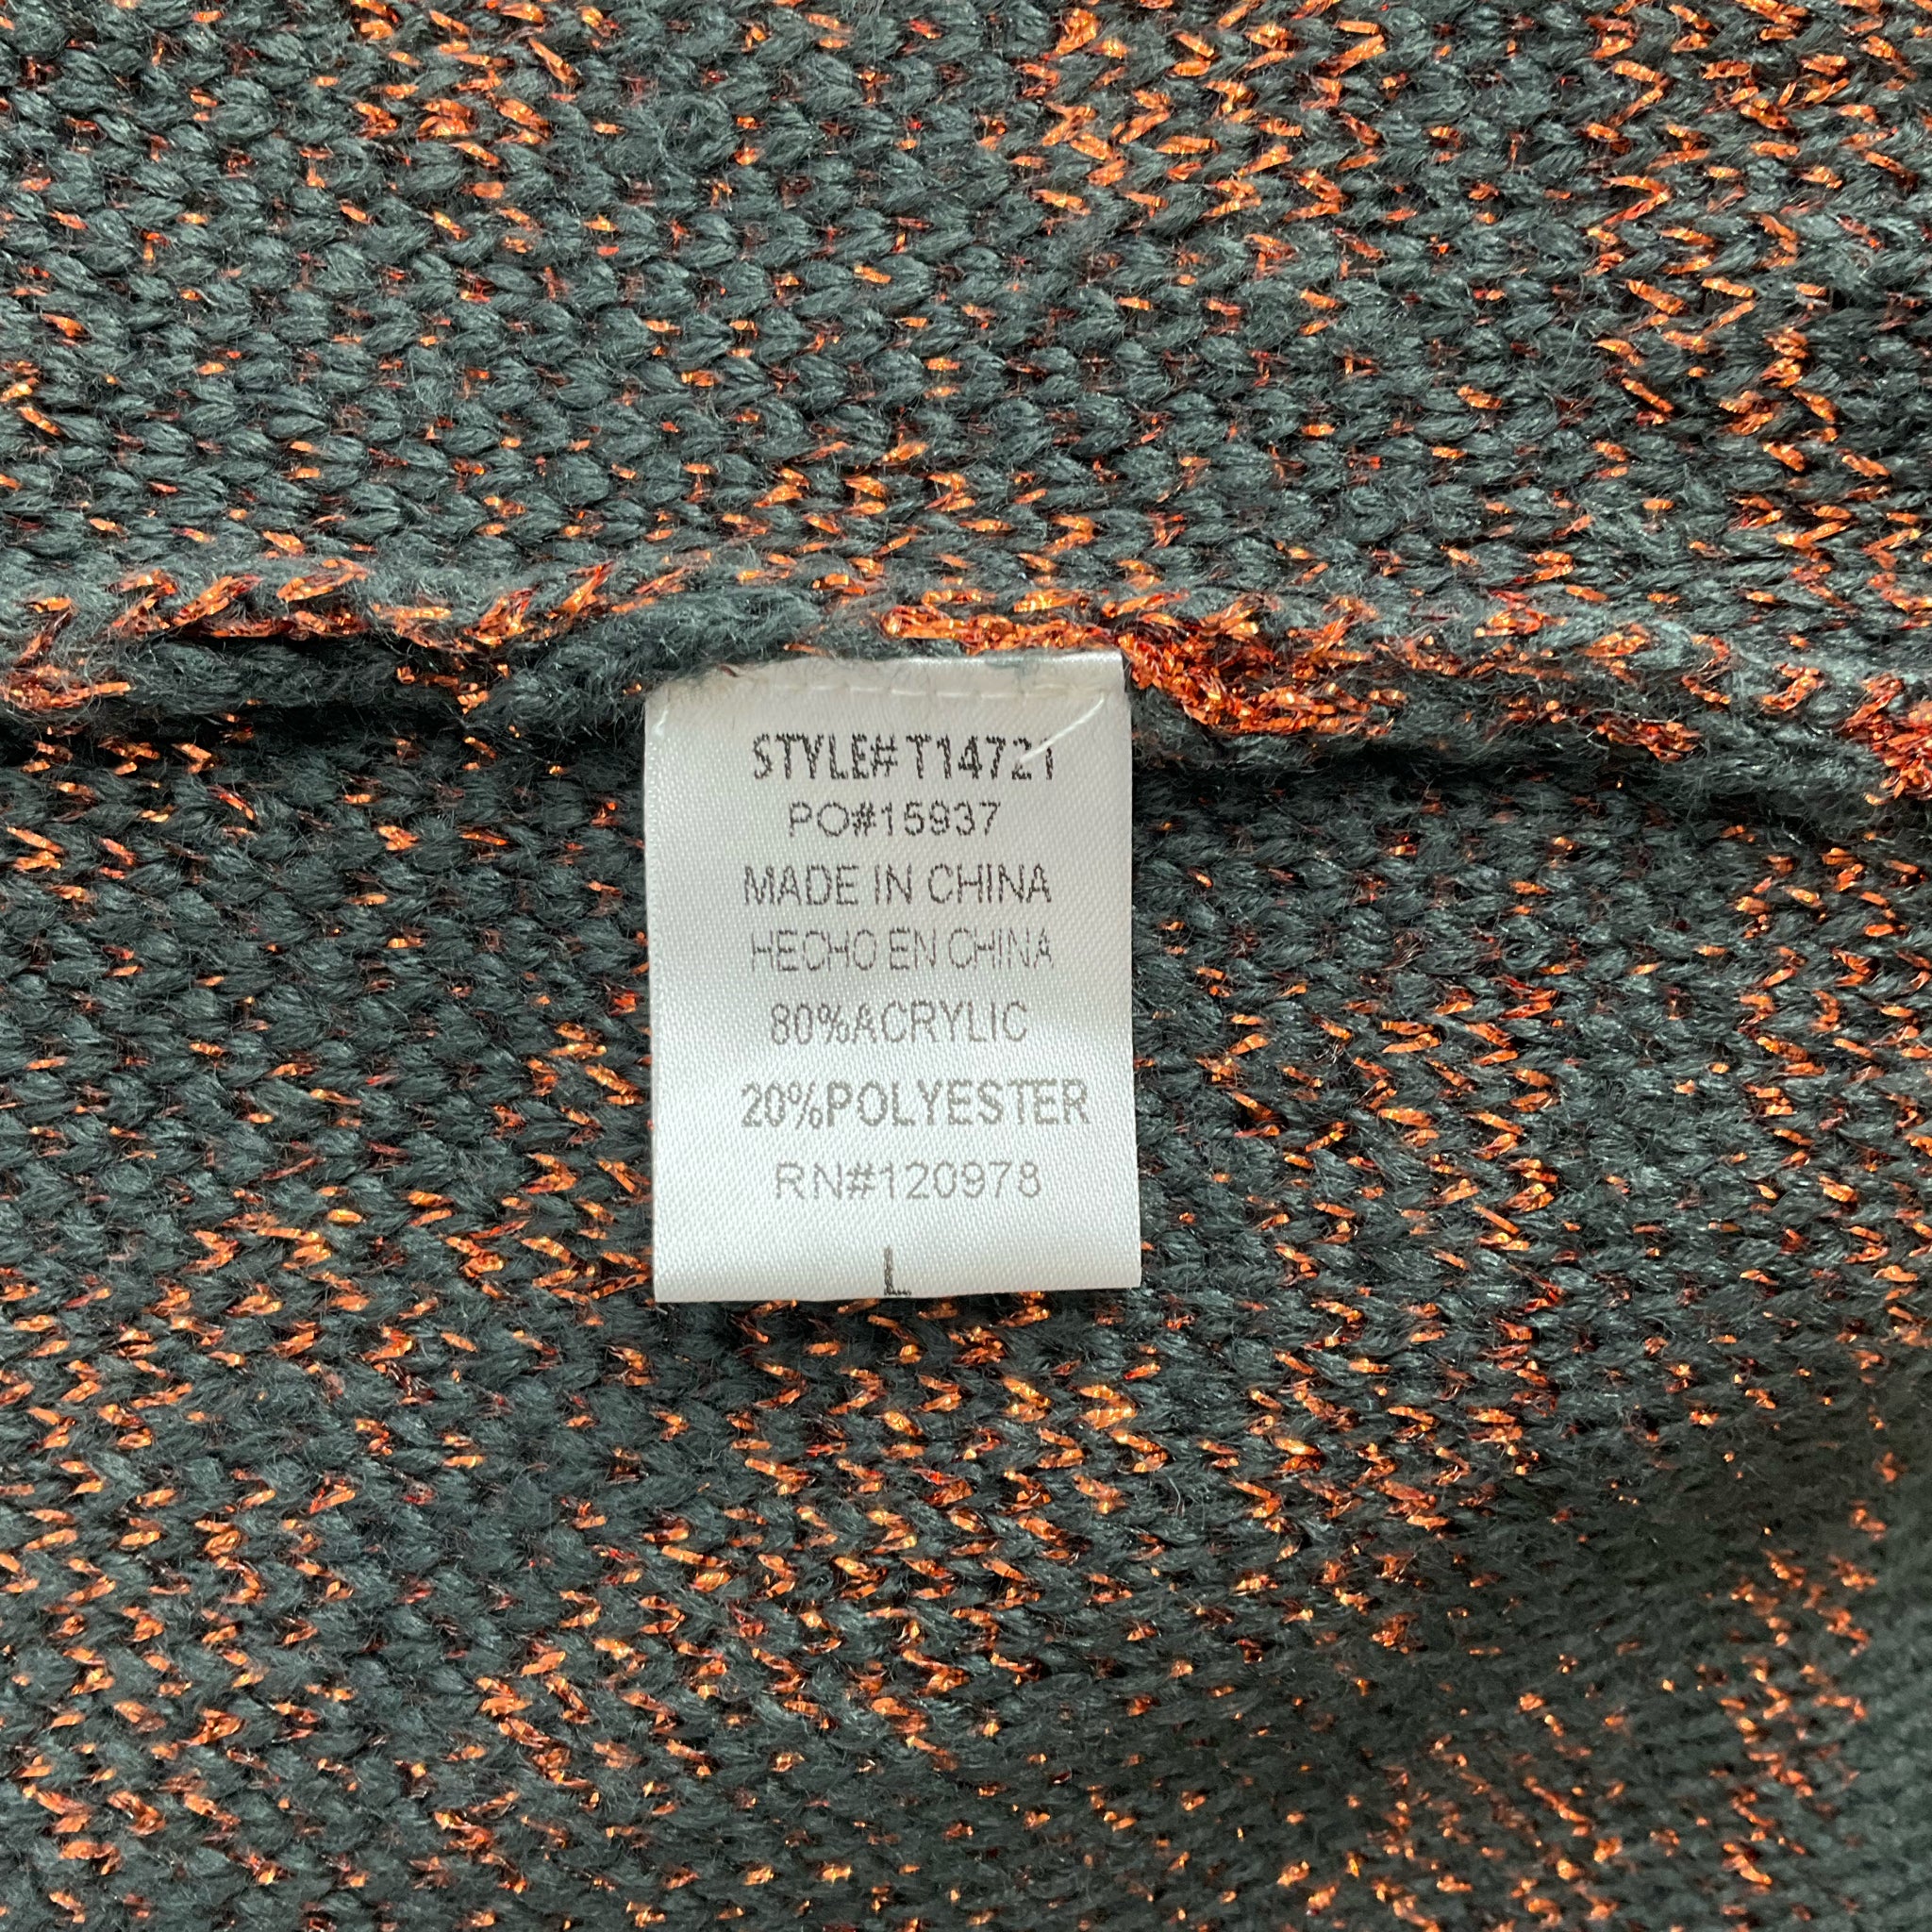 STYLE# T14721
PO#15937
MADE IN CHINA
HECHO EN CHINA
80%ACRYLIC
20%POLYESTER
RN#120978
L